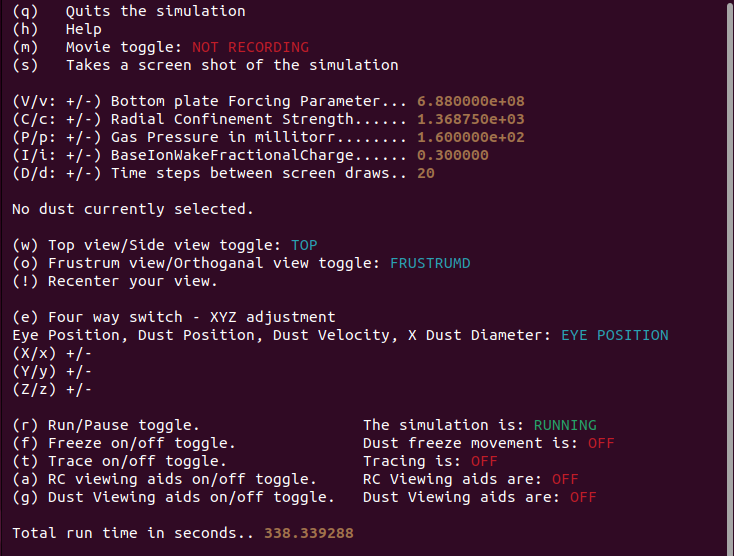 (q)   Quits the simulation
(h)   Help
(m)   Movie toggle: NOT RECORDING
(s)   Takes a screen shot of the simulation
(V/v: +/-) Bottom plate Forcing Parameter... 6.880000e+08
(C/c: +/-) Radial Confinement Strength...... 1.368750e+03
(P/p: +/-) Gas Pressure in millitorr........ 1.600000e+02
(I/i: +/-) BaseIonWakeFractionalCharge...... 0.300000
(D/d: +/-) Time steps between screen draws.. 20
No dust currently selected.
(w) Top view/Side view toggle: TOP
(o) Frustrum view/Orthoganal view toggle: FRUSTRUMD
(!) Recenter your view.
(e) Four way switch - XYZ adjustment
Eye Position, Dust Position, Dust Velocity, X Dust Diameter: EYE POSITION
(X/x) +/-
(Y/y) +/-
(Z/z) +/-
(r) Run/Pause toggle.                  The simulation is: RUNNING
(f) Freeze on/off toggle.              Dust freeze movement is: OFF
(t) Trace on/off toggle.               Tracing is: OFF
(a) RC viewing aids on/off toggle.     RC Viewing aids are: OFF
(g) Dust Viewing aids on/off toggle.   Dust Viewing aids are: OFF
Total run time in seconds.. 338.339288